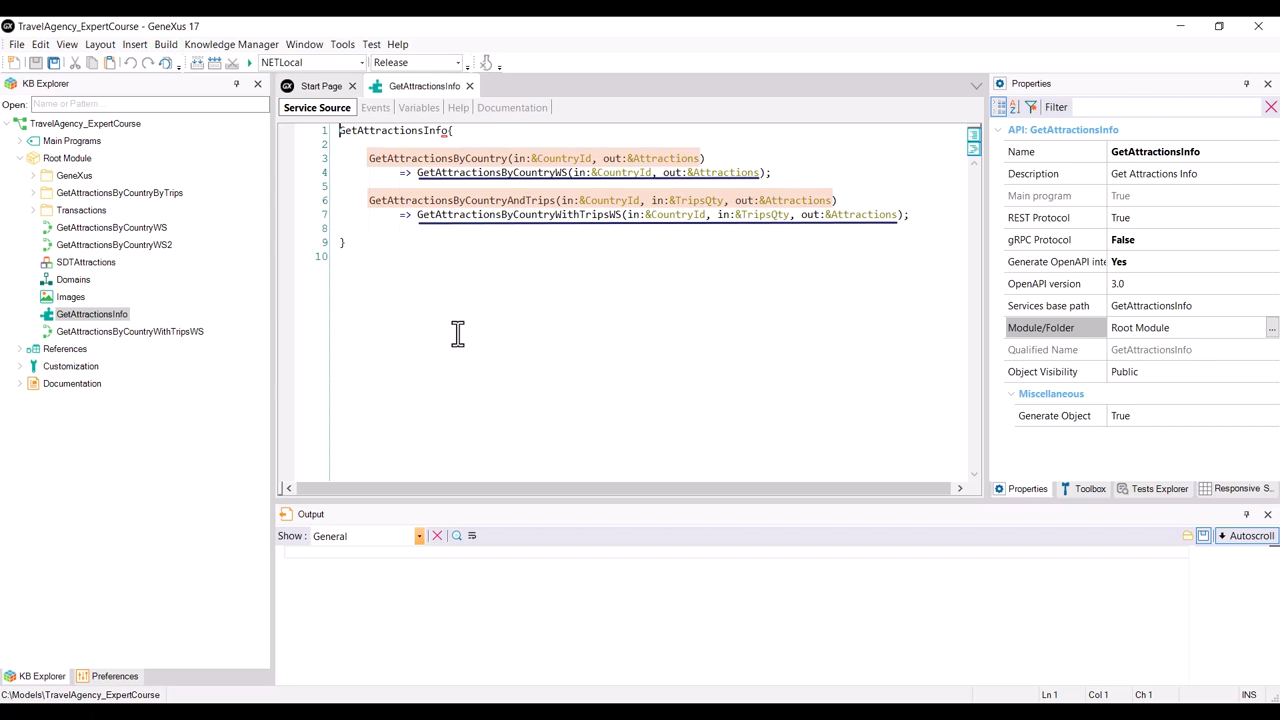 TravelAgency_ExpertCourse - GeneXus 17
File Edit View Layout Insert Build Knowledge Manager Window Tools Test Help
NETLocal Release
KB Explorer
Open: Name or Pattern...
TravelAgency_ExpertCourse
Main Programs
Root Module
GeneXus
GetAttractionsByCountryByTrips
Transactions
GetAttractionsByCountryWS
GetAttractionsByCountryWS2
SDTAttractions
Domains
Images
GetAttractionsInfo
GetAttractionsByCountryWithTripsWS
References
Customization
Documentation
KB Explorer Preferences
Start Page GetAttractionsInfo
Service Source Events Variables Help Documentation
1 GetAttractionsInfo{
2
3 GetAttractionsByCountry(in:&CountryId, out:&Attractions)
4 => GetAttractionsByCountryWS(in:&CountryId, out:&Attractions);
5
6 GetAttractionsByCountryAndTrips(in:&CountryId, in:&TripsQty, out:&Attractions)
7 => GetAttractionsByCountryWithTripsWS(in:&CountryId, in:&TripsQty, out:&Attractions);
8
9 }
10
Output
Show: General Autoscroll
Properties
Filter
API: GetAttractionsInfo
Name GetAttractionsInfo
Description Get Attractions Info
Main program True
REST Protocol True
gRPC Protocol False
Generate OpenAPI inte Yes
OpenAPI version 3.0
Services base path GetAttractionsInfo
Module/Folder Root Module ...
Qualified Name GetAttractionsInfo
Object Visibility Public
Miscellaneous
Generate Object True
Properties Toolbox Tests Explorer Responsive S...
C:\Models\TravelAgency_ExpertCourse Ln 1 Col 1 Ch 1 INS